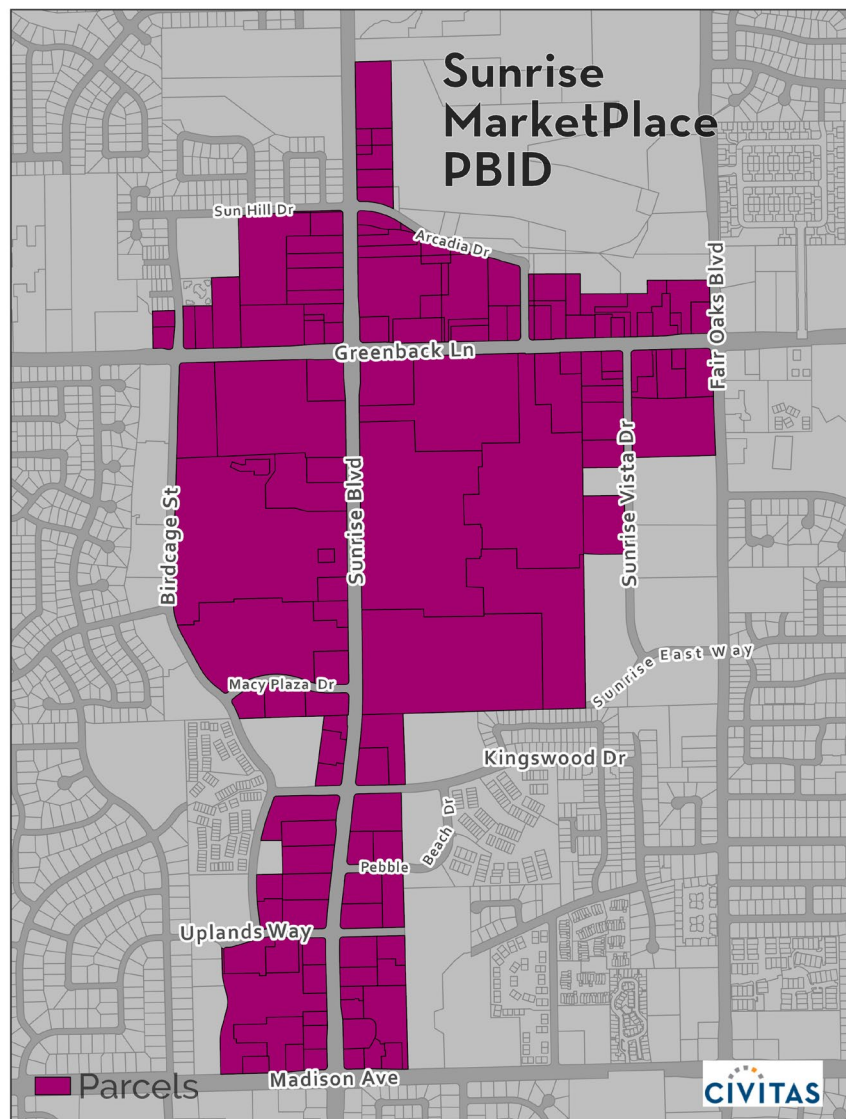 Sunrise
MarketPlace
PBID
Sun Hill Dr
Arcadia Dr
Fair Oaks Blvd
Greenback Ln
Birdcage St
Sunrise Blvd
Sunrise Vista Dr
Sunrise East Way
Macy Plaza Dr
Kingswood Dr
Pebble Beach Dr
Uplands Way
Madison Ave
Parcels
CIVITAS